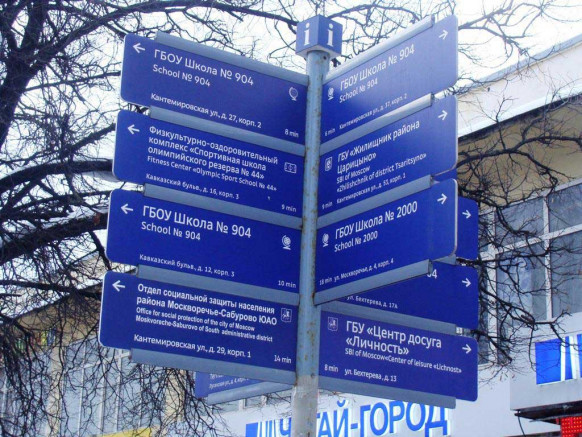 i i
ГБОУ Школа № 904
School № 904
Кантемировская ул., д. 27, корп. 2
8 min
Физкультурно-оздоровительный
комплекс «Спортивная школа
олимпийского резерва № 44»
Fitness Center «Olympic Sport School № 44»
Кавказский бульв., д. 16, корп. 3
9 min
ГБОУ Школа № 904
School № 904
Кавказский бульв., д. 12, корп. 3
10 min
Отдел социальной защиты населения
района Москворечье-Сабурово ЮАО
Office for social protection of the city of Moscow
Moskvoreche-Saburovo of South administrative district
Кантемировская ул., д. 29, корп. 1
14 min
ГБОУ Школа № 904
School № 904
ул., д. 27, корп. 2
ГБУ «Жилищник района
Царицыно»
SBI of Moscow
«zhilishchnik of district Tsaritsyno»
ул., д. 53, корп. 1
9 min
ГБОУ Школа № 2000
School № 2000
16 min
ул. Москворечье, д. 4, корп. 4
4
ул. Бехтерева, д. 17А
ГБУ «Центр досуга
«Личность»
SBI of Moscow«Center of leisure «Lichnost»
8 min
ул. Бехтерева, д. 13
ЧИТАЙ-ГОРОД